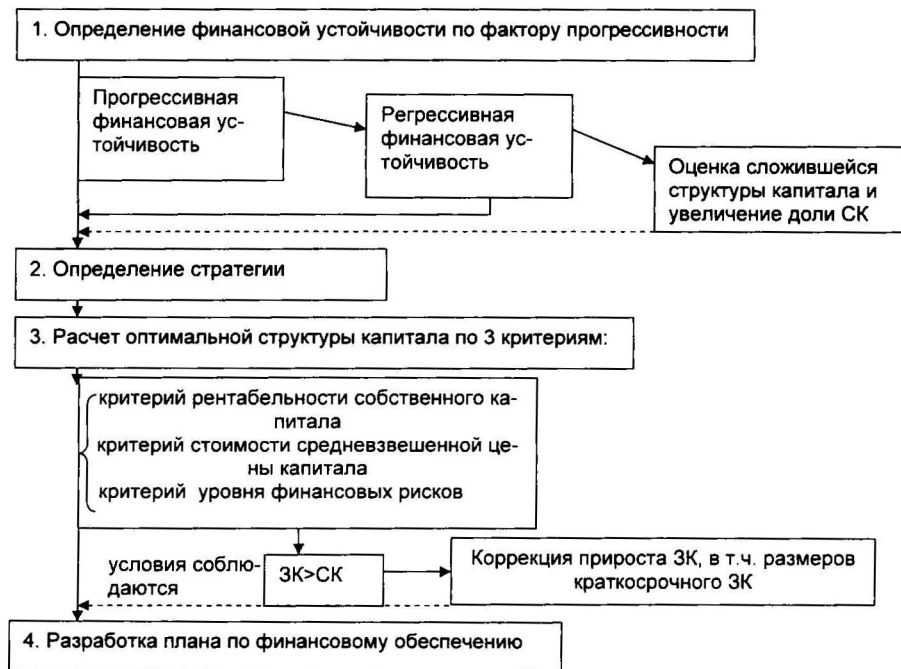 1. Определение финансовой устойчивости по фактору прогрессивности
Прогрессивная
финансовая ус-
тойчивость
Регрессивная
финансовая ус-
тойчивость
Оценка сложившейся
структуры капитала и
увеличение доли СК
2. Определение стратегии
3. Расчет оптимальной структуры капитала по 3 критериям:
критерий рентабельности собственного ка-
питала
критерий стоимости средневзвешенной це-
ны капитала
критерий уровня финансовых рисков
условия соблю-
даются
ЗК>СК
Коррекция прироста ЗК, в т.ч. размеров
краткосрочного ЗК
4. Разработка плана по финансовому обеспечению